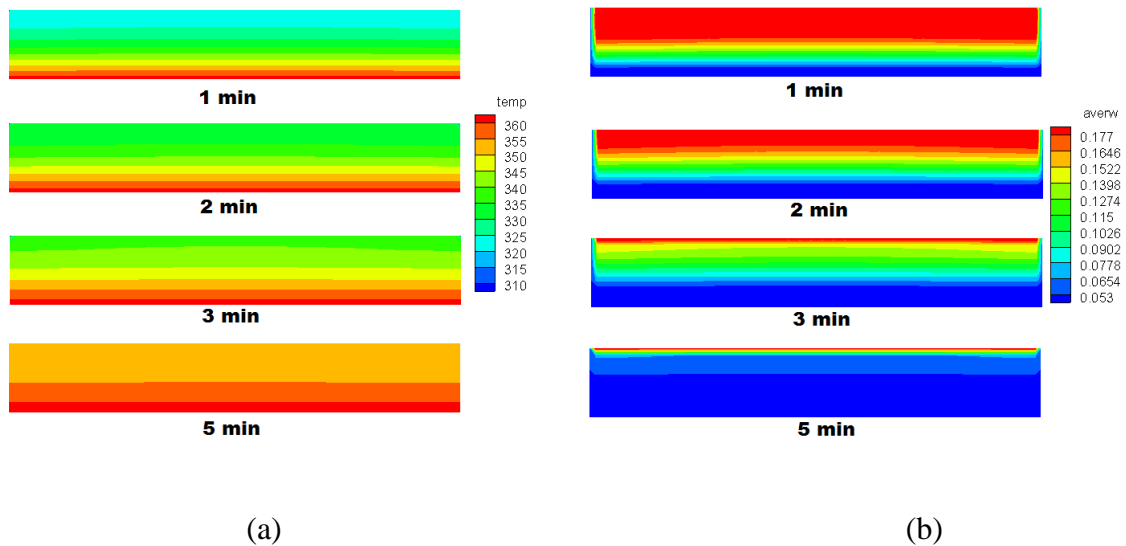 1 min
temp
360
355
350
345
340
335
330
325
320
315
310
2 min
3 min
5 min
(a)
1 min
averw
0.177
0.1646
0.1522
0.1398
0.1274
0.115
0.1026
0.0902
0.0778
0.0654
0.053
2 min
3 min
5 min
(b)